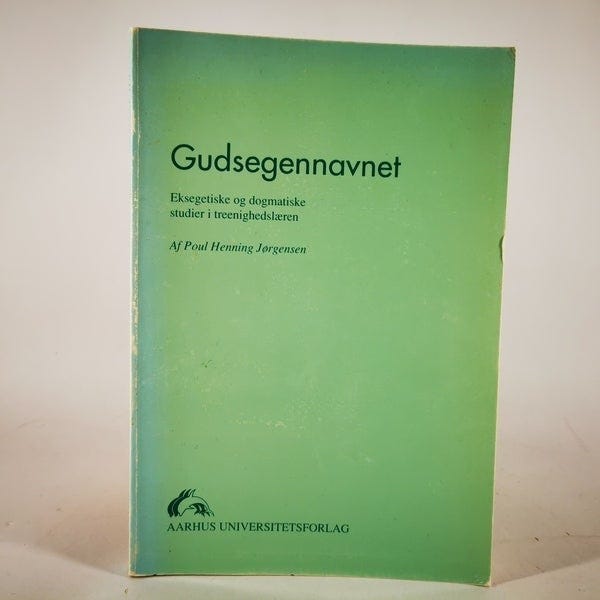 Gudsegennavnet
Eksegetiske og dogmatiske
studier i treenighedslæren
Af Poul Henning Jørgensen
AARHUS UNIVERSITETSFORLAG